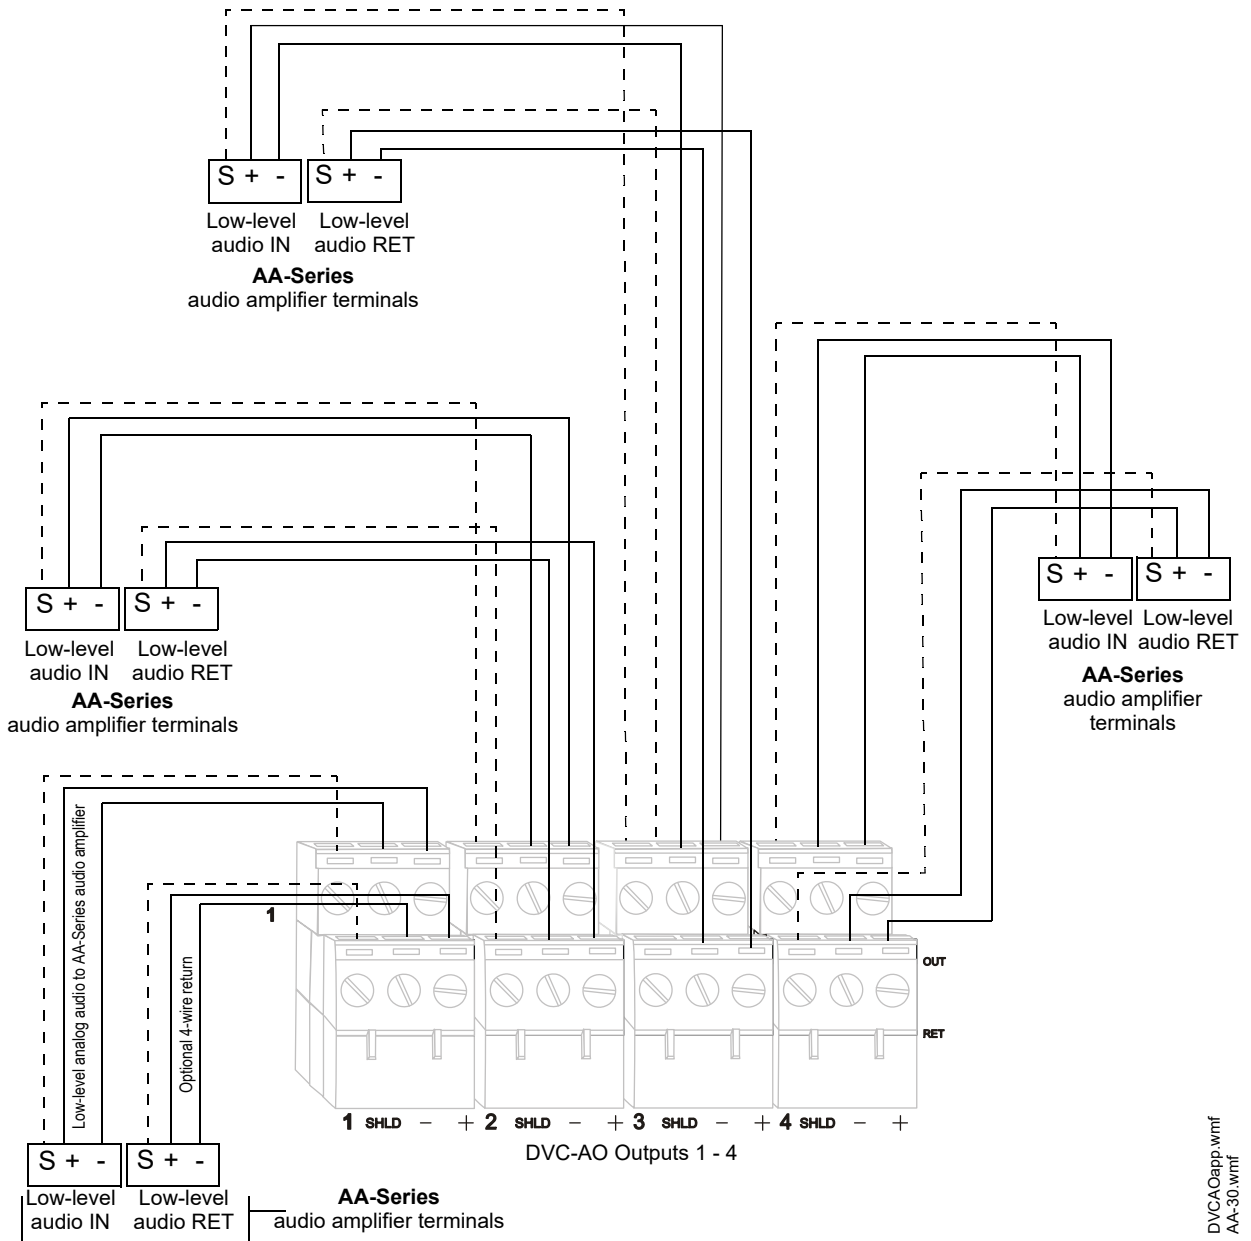 S + -
S + -
Low-level
audio IN
Low-level
audio RET
AA-Series
audio amplifier terminals
S + -
S + -
Low-level
audio IN
Low-level
audio RET
AA-Series
audio amplifier terminals
S + -
S + -
Low-level
audio IN
Low-level
audio RET
AA-Series
audio amplifier
terminals
Low-level analog audio to AA-Series audio amplifier
Optional 4-wire return
1
OUT
RET
1 SHLD − + 2 SHLD − + 3 SHLD − + 4 SHLD − +
DVC-AO Outputs 1 - 4
S + -
S + -
Low-level
audio IN
Low-level
audio RET
AA-Series
audio amplifier terminals
DVCAOapp.wmf
AA-30.wmf